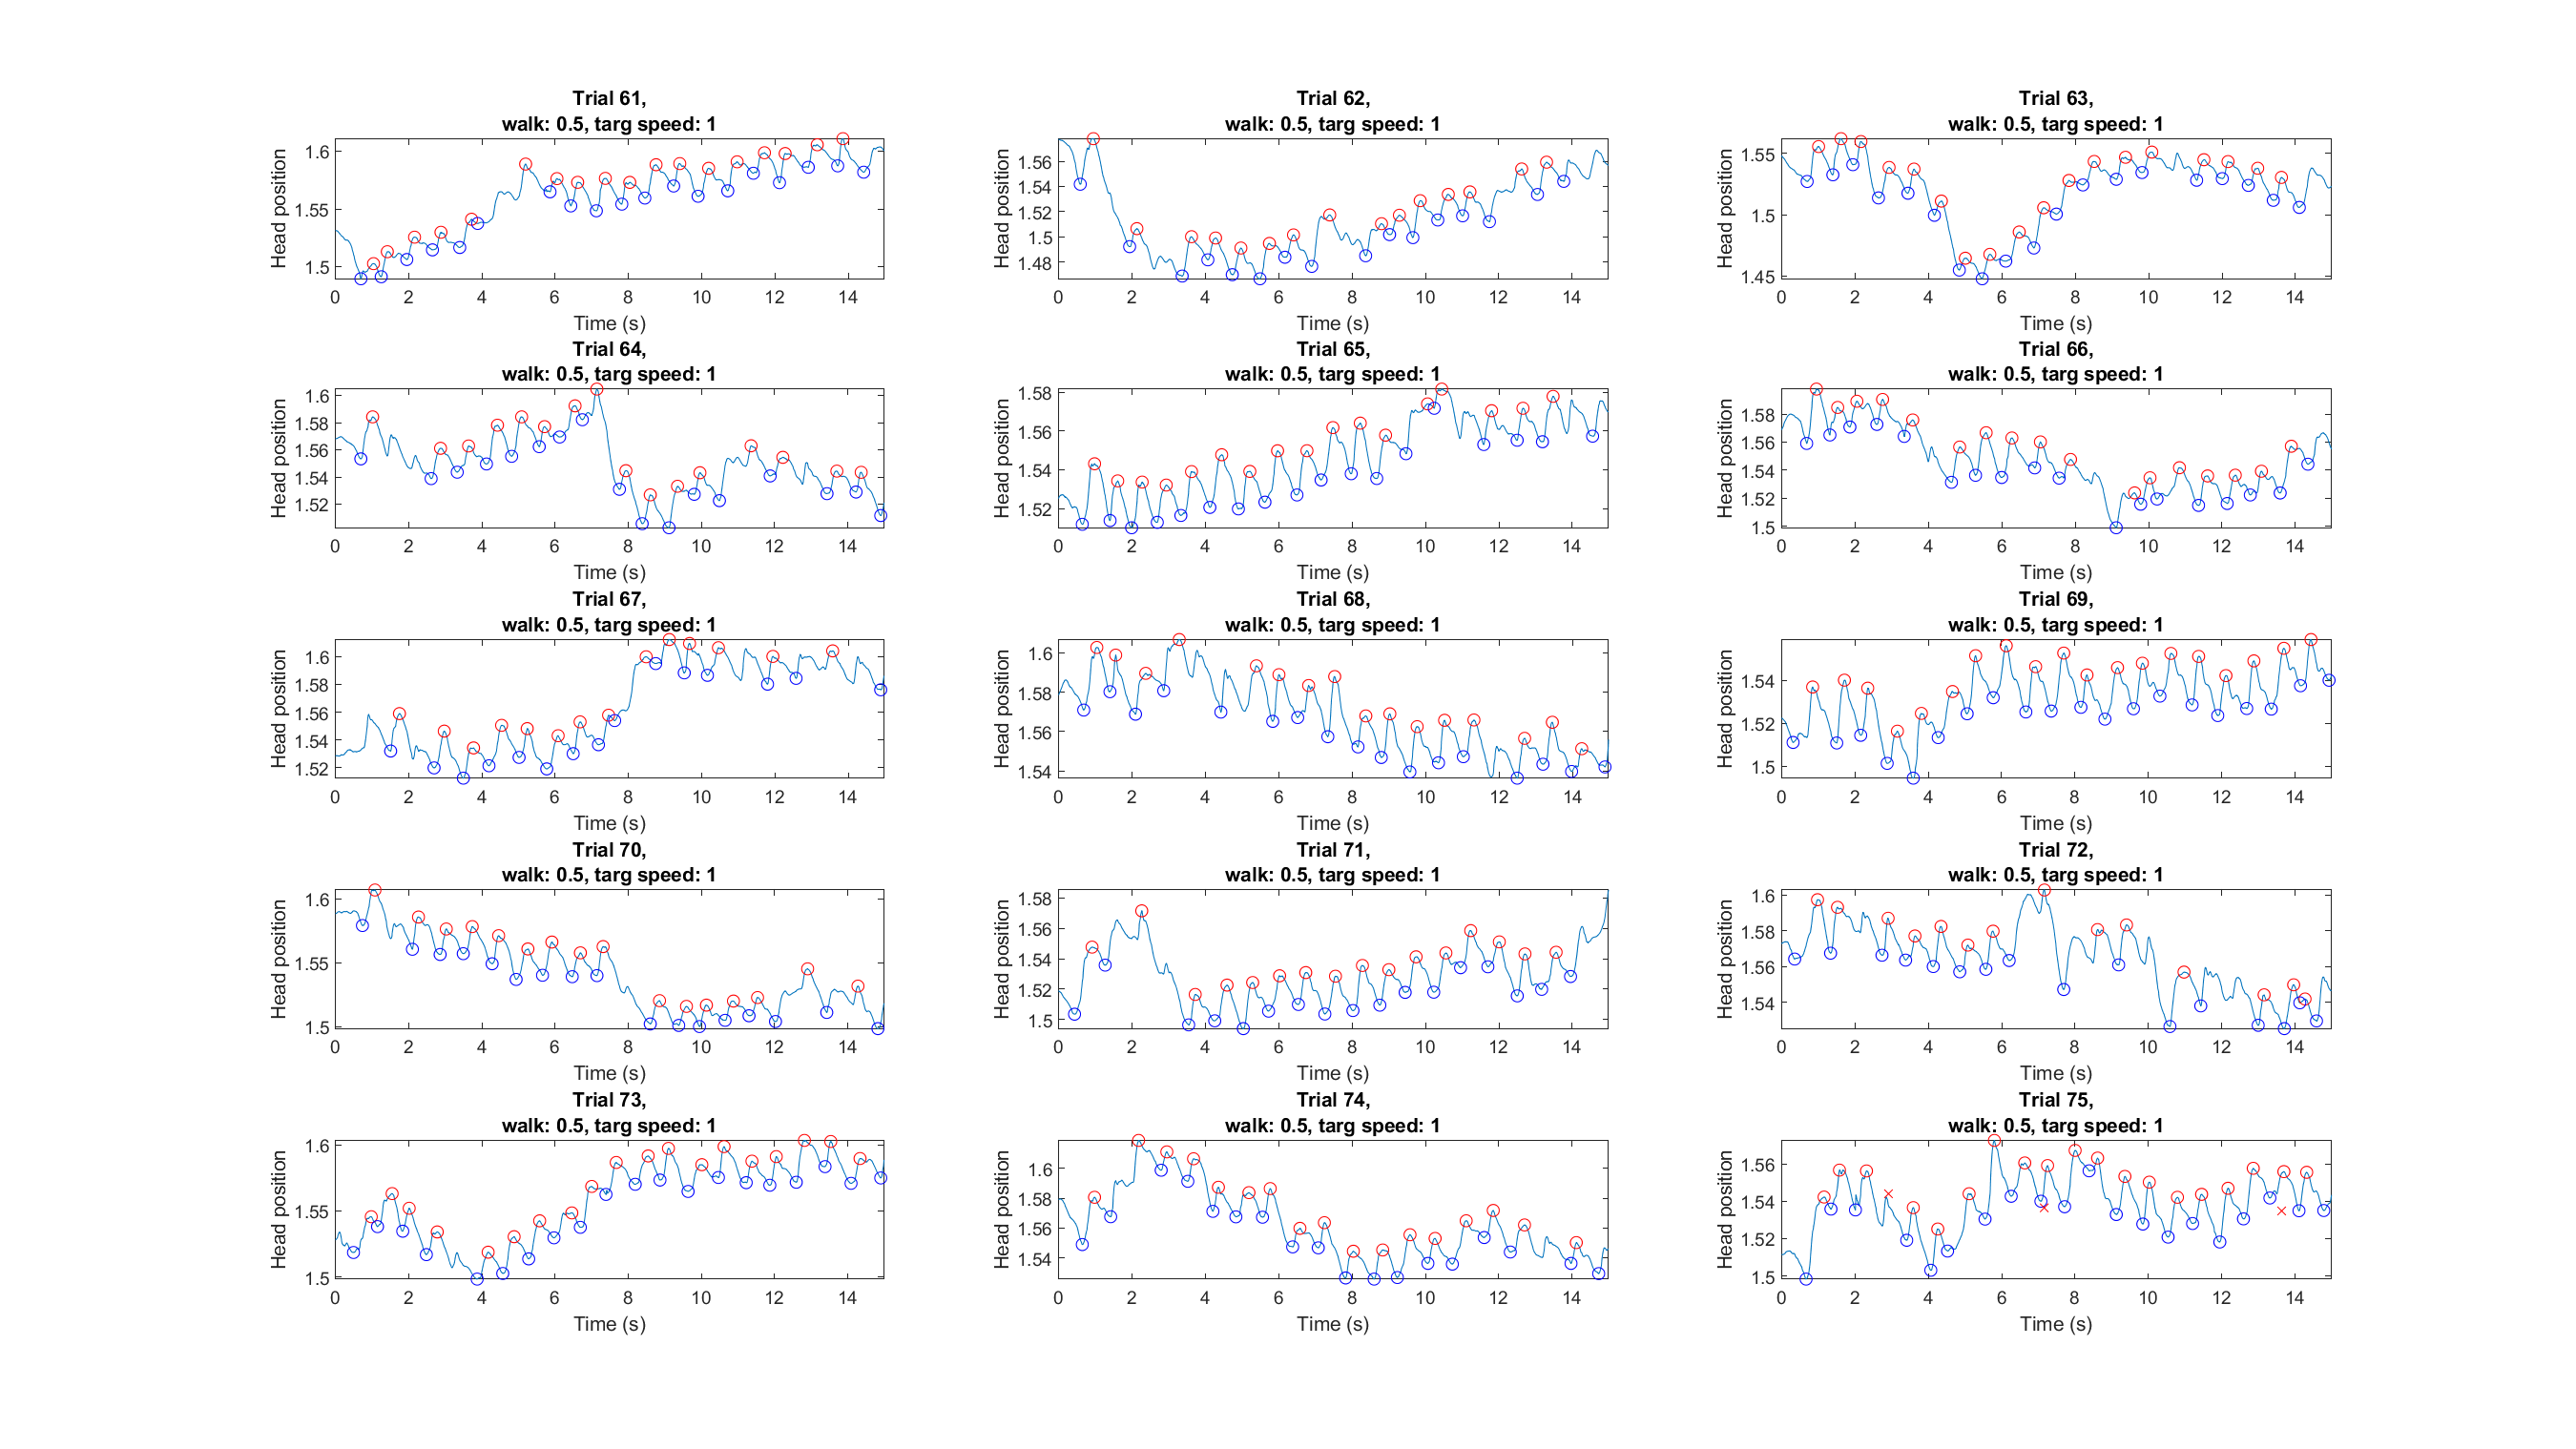 Trial 61,
walk: 0.5, targ speed: 1
Head position
1.6
1.55
1.5
0 2 4 6 8 10 12 14
Time (s)
Trial 62,
walk: 0.5, targ speed: 1
Head position
1.56
1.54
1.52
1.5
1.48
0 2 4 6 8 10 12 14
Time (s)
Trial 63,
walk: 0.5, targ speed: 1
Head position
1.55
1.5
1.45
0 2 4 6 8 10 12 14
Time (s)
Trial 64,
walk: 0.5, targ speed: 1
Head position
1.6
1.58
1.56
1.54
1.52
0 2 4 6 8 10 12 14
Time (s)
Trial 65,
walk: 0.5, targ speed: 1
Head position
1.58
1.56
1.54
1.52
0 2 4 6 8 10 12 14
Time (s)
Trial 66,
walk: 0.5, targ speed: 1
Head position
1.58
1.56
1.54
1.52
1.5
0 2 4 6 8 10 12 14
Time (s)
Trial 67,
walk: 0.5, targ speed: 1
Head position
1.6
1.58
1.56
1.54
1.52
0 2 4 6 8 10 12 14
Time (s)
Trial 68,
walk: 0.5, targ speed: 1
Head position
1.6
1.58
1.56
1.54
0 2 4 6 8 10 12 14
Time (s)
Trial 69,
walk: 0.5, targ speed: 1
Head position
1.54
1.52
1.5
0 2 4 6 8 10 12 14
Time (s)
Trial 70,
walk: 0.5, targ speed: 1
Head position
1.6
1.55
1.5
0 2 4 6 8 10 12 14
Time (s)
Trial 71,
walk: 0.5, targ speed: 1
Head position
1.58
1.56
1.54
1.52
1.5
0 2 4 6 8 10 12 14
Time (s)
Trial 72,
walk: 0.5, targ speed: 1
Head position
1.6
1.58
1.56
1.54
0 2 4 6 8 10 12 14
Time (s)
Trial 73,
walk: 0.5, targ speed: 1
Head position
1.6
1.55
1.5
0 2 4 6 8 10 12 14
Time (s)
Trial 74,
walk: 0.5, targ speed: 1
Head position
1.6
1.58
1.56
1.54
0 2 4 6 8 10 12 14
Time (s)
Trial 75,
walk: 0.5, targ speed: 1
Head position
1.56
1.54
1.52
1.5
0 2 4 6 8 10 12 14
Time (s)